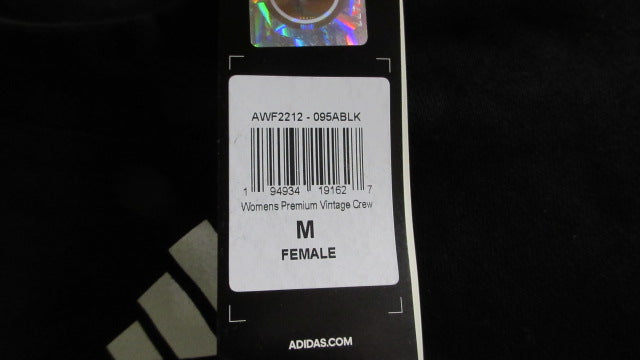 AWF2212 - 095ABLK
1 94934 19162 7
Womens Premium Vintage Crew
M
FEMALE
ADIDAS.COM